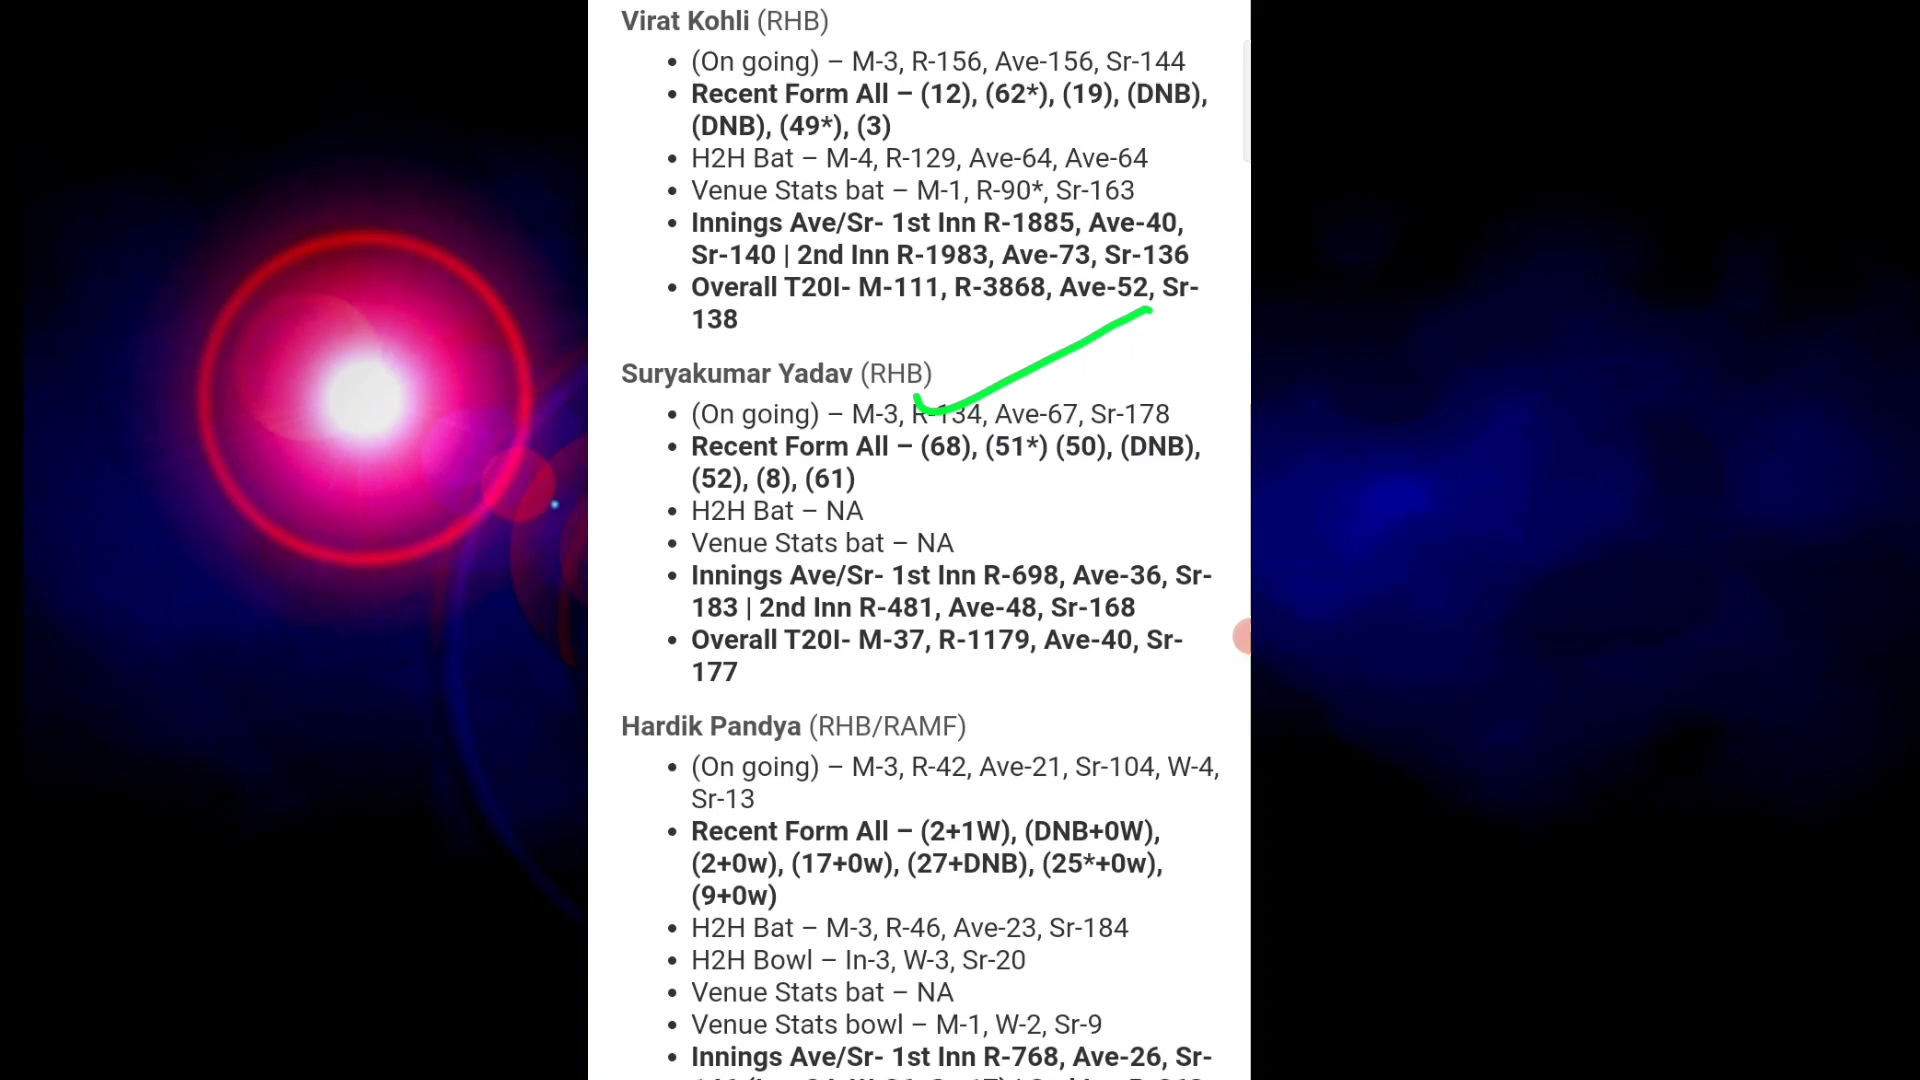 Virat Kohli (RHB)
(On going) – M-3, R-156, Ave-156, Sr-144
Recent Form All – (12), (62*), (19), (DNB),
(DNB), (49*), (3)
H2H Bat – M-4, R-129, Ave-64, Ave-64
Venue Stats bat – M-1, R-90*, Sr-163
Innings Ave/Sr- 1st Inn R-1885, Ave-40,
Sr-140 | 2nd Inn R-1983, Ave-73, Sr-136
Overall T20I- M-111, R-3868, Ave-52, Sr-
138
Suryakumar Yadav (RHB)
(On going) – M-3, R-134, Ave-67, Sr-178
Recent Form All – (68), (51*) (50), (DNB),
(52), (8), (61)
H2H Bat – NA
Venue Stats bat – NA
Innings Ave/Sr- 1st Inn R-698, Ave-36, Sr-
183 | 2nd Inn R-481, Ave-48, Sr-168
Overall T20I- M-37, R-1179, Ave-40, Sr-
177
Hardik Pandya (RHB/RAMF)
(On going) – M-3, R-42, Ave-21, Sr-104, W-4,
Sr-13
Recent Form All – (2+1W), (DNB+0W),
(2+0w), (17+0w), (27+DNB), (25*+0w),
(9+0w)
H2H Bat – M-3, R-46, Ave-23, Sr-184
H2H Bowl – In-3, W-3, Sr-20
Venue Stats bat – NA
Venue Stats bowl – M-1, W-2, Sr-9
Innings Ave/Sr- 1st Inn R-768, Ave-26, Sr-